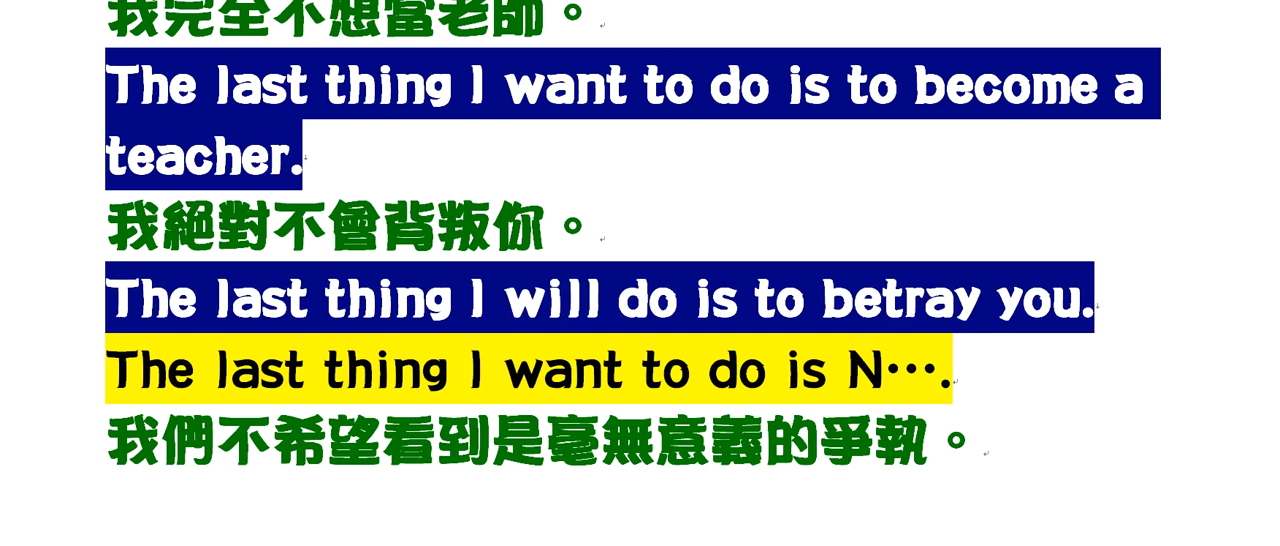 我完全不想當老師。
The last thing I want to do is to become a
teacher.
我絕對不會背叛你。
The last thing I will do is to betray you.
The last thing I want to do is N⋯.
我們不希望看到是毫無意義的爭執。